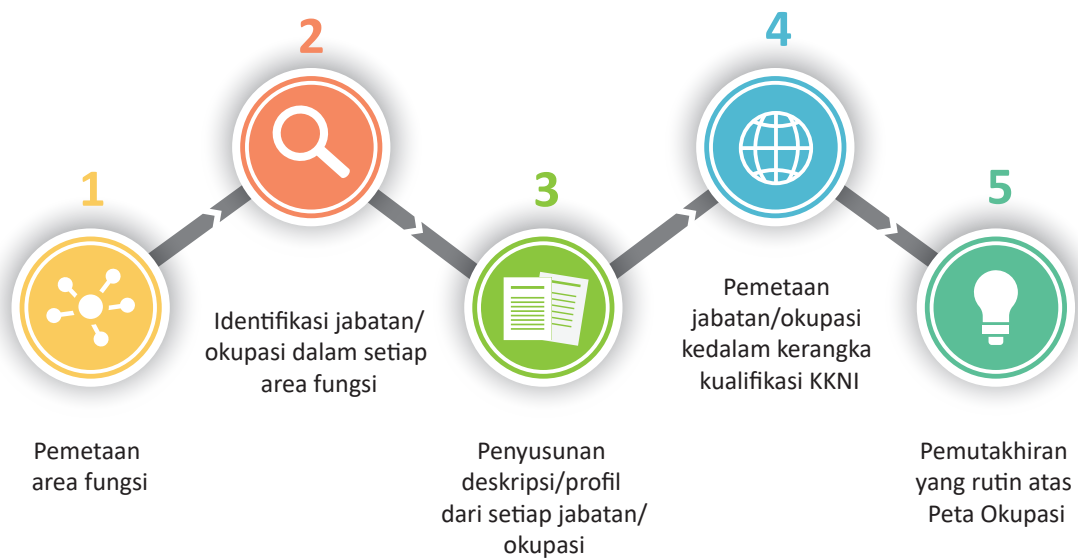 1
Pemetaan
area fungsi
2
Identifikasi jabatan/
okupasi dalam setiap
area fungsi
3
Penyusunan
deskripsi/profil
dari setiap jabatan/
okupasi
4
Pemetaan
jabatan/okupasi
kedalam kerangka
kualifikasi KKNI
5
Pemutakhiran
yang rutin atas
Peta Okupasi